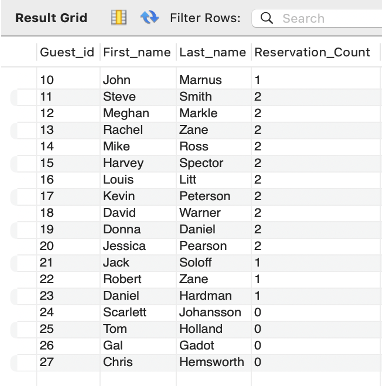 Result Grid Filter Rows: Search
Guest_id First_name Last_name Reservation_Count
10 John Marnus 1
11 Steve Smith 2
12 Meghan Markle 2
13 Rachel Zane 2
14 Mike Ross 2
15 Harvey Spector 2
16 Louis Litt 2
17 Kevin Peterson 2
18 David Warner 2
19 Donna Daniel 2
20 Jessica Pearson 2
21 Jack Soloff 1
22 Robert Zane 1
23 Daniel Hardman 1
24 Scarlett Johansson 0
25 Tom Holland 0
26 Gal Gadot 0
27 Chris Hemsworth 0